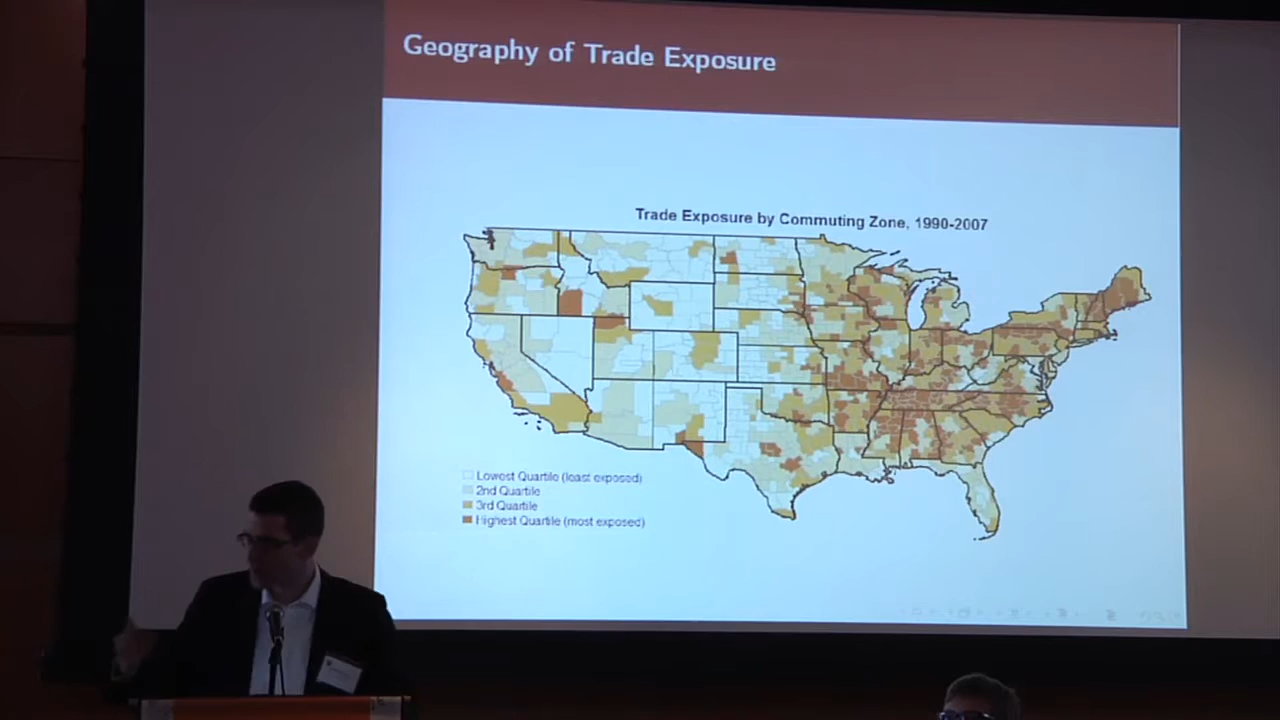 Geography of Trade Exposure
Trade Exposure by Commuting Zone, 1990-2007
Lowest Quartile (least exposed)
2nd Quartile
3rd Quartile
Highest Quartile (most exposed)